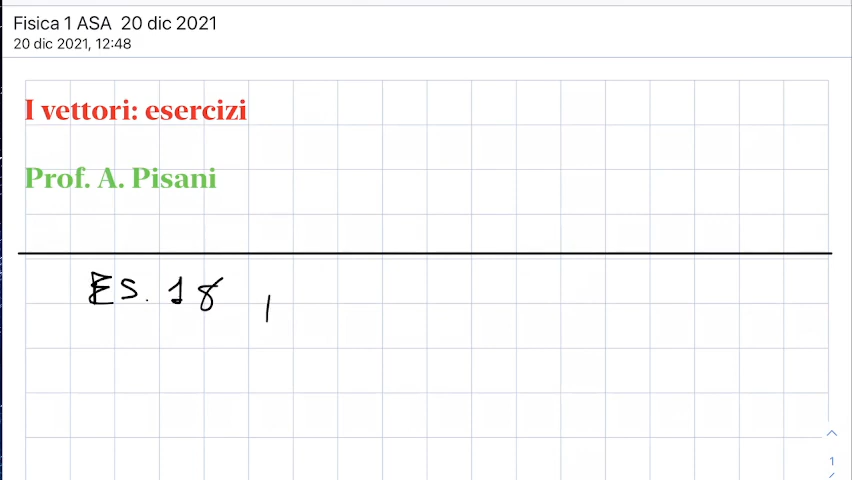 Fisica 1 ASA 20 dic 2021
20 dic 2021, 12:48
I vettori: esercizi
Prof. A. Pisani
ES. 18
1